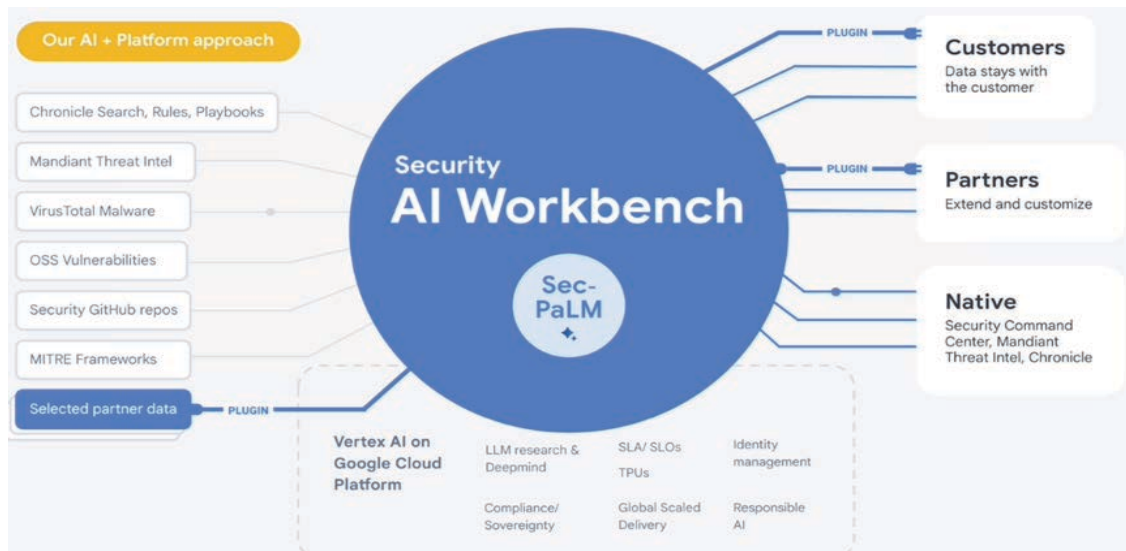 Our AI + Platform approach
Chronicle Search, Rules, Playbooks
Mandiant Threat Intel
VirusTotal Malware
OSS Vulnerabilities
Security GitHub repos
MITRE Frameworks
Selected partner data
PLUGIN
Security
AI Workbench
Sec-
PaLM
PLUGIN
Customers
Data stays with
the customer
PLUGIN
Partners
Extend and customize
Native
Security Command
Center, Mandiant
Threat Intel, Chronicle
Vertex AI on
Google Cloud
Platform
LLM research &
Deepmind
SLA/ SLOs
TPUs
Identity
management
Compliance/
Sovereignty
Global Scaled
Delivery
Responsible
AI